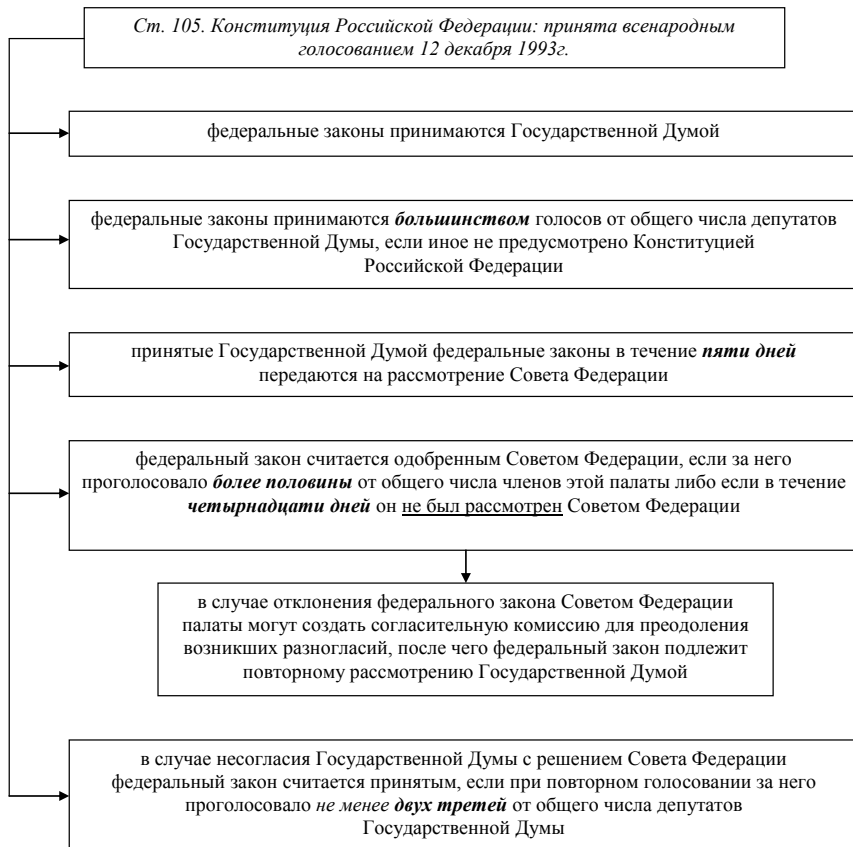 Ст. 105. Конституция Российской Федерации: принята всенародным
голосованием 12 декабря 1993г.
федеральные законы принимаются Государственной Думой
федеральные законы принимаются большинством голосов от общего числа депутатов
Государственной Думы, если иное не предусмотрено Конституцией
Российской Федерации
принятые Государственной Думой федеральные законы в течение пяти дней
передаются на рассмотрение Совета Федерации
федеральный закон считается одобренным Советом Федерации, если за него
проголосовало более половины от общего числа членов этой палаты либо если в течение
четырнадцати дней он не был рассмотрен Советом Федерации
в случае отклонения федерального закона Советом Федерации
палаты могут создать согласительную комиссию для преодоления
возникших разногласий, после чего федеральный закон подлежит
повторному рассмотрению Государственной Думой
в случае несогласия Государственной Думы с решением Совета Федерации
федеральный закон считается принятым, если при повторном голосовании за него
проголосовало не менее двух третей от общего числа депутатов
Государственной Думы